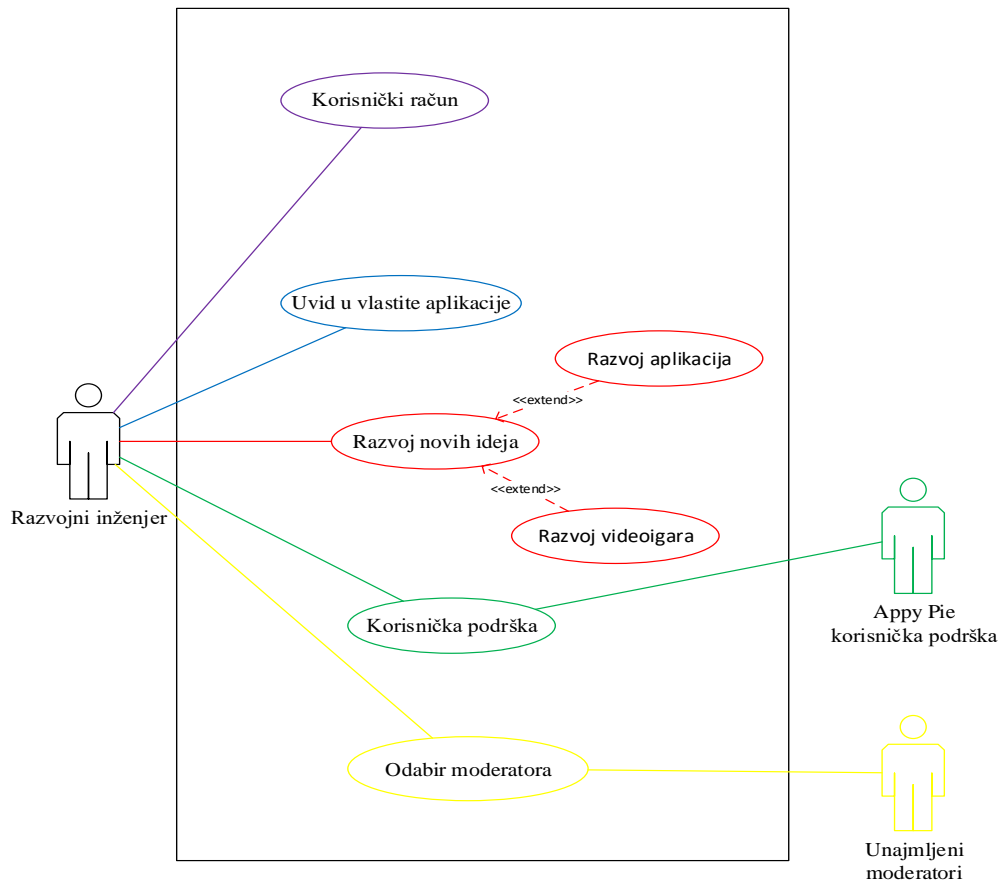 Korisnički račun
Uvid u vlastite aplikacije
Razvoj aplikacija
<<extend>>
Razvoj novih ideja
<<extend>>
Razvoj videoigara
Razvojni inženjer
Korisnička podrška
Appy Pie
korisnička podrška
Odabir moderatora
Unajmljeni
moderatori